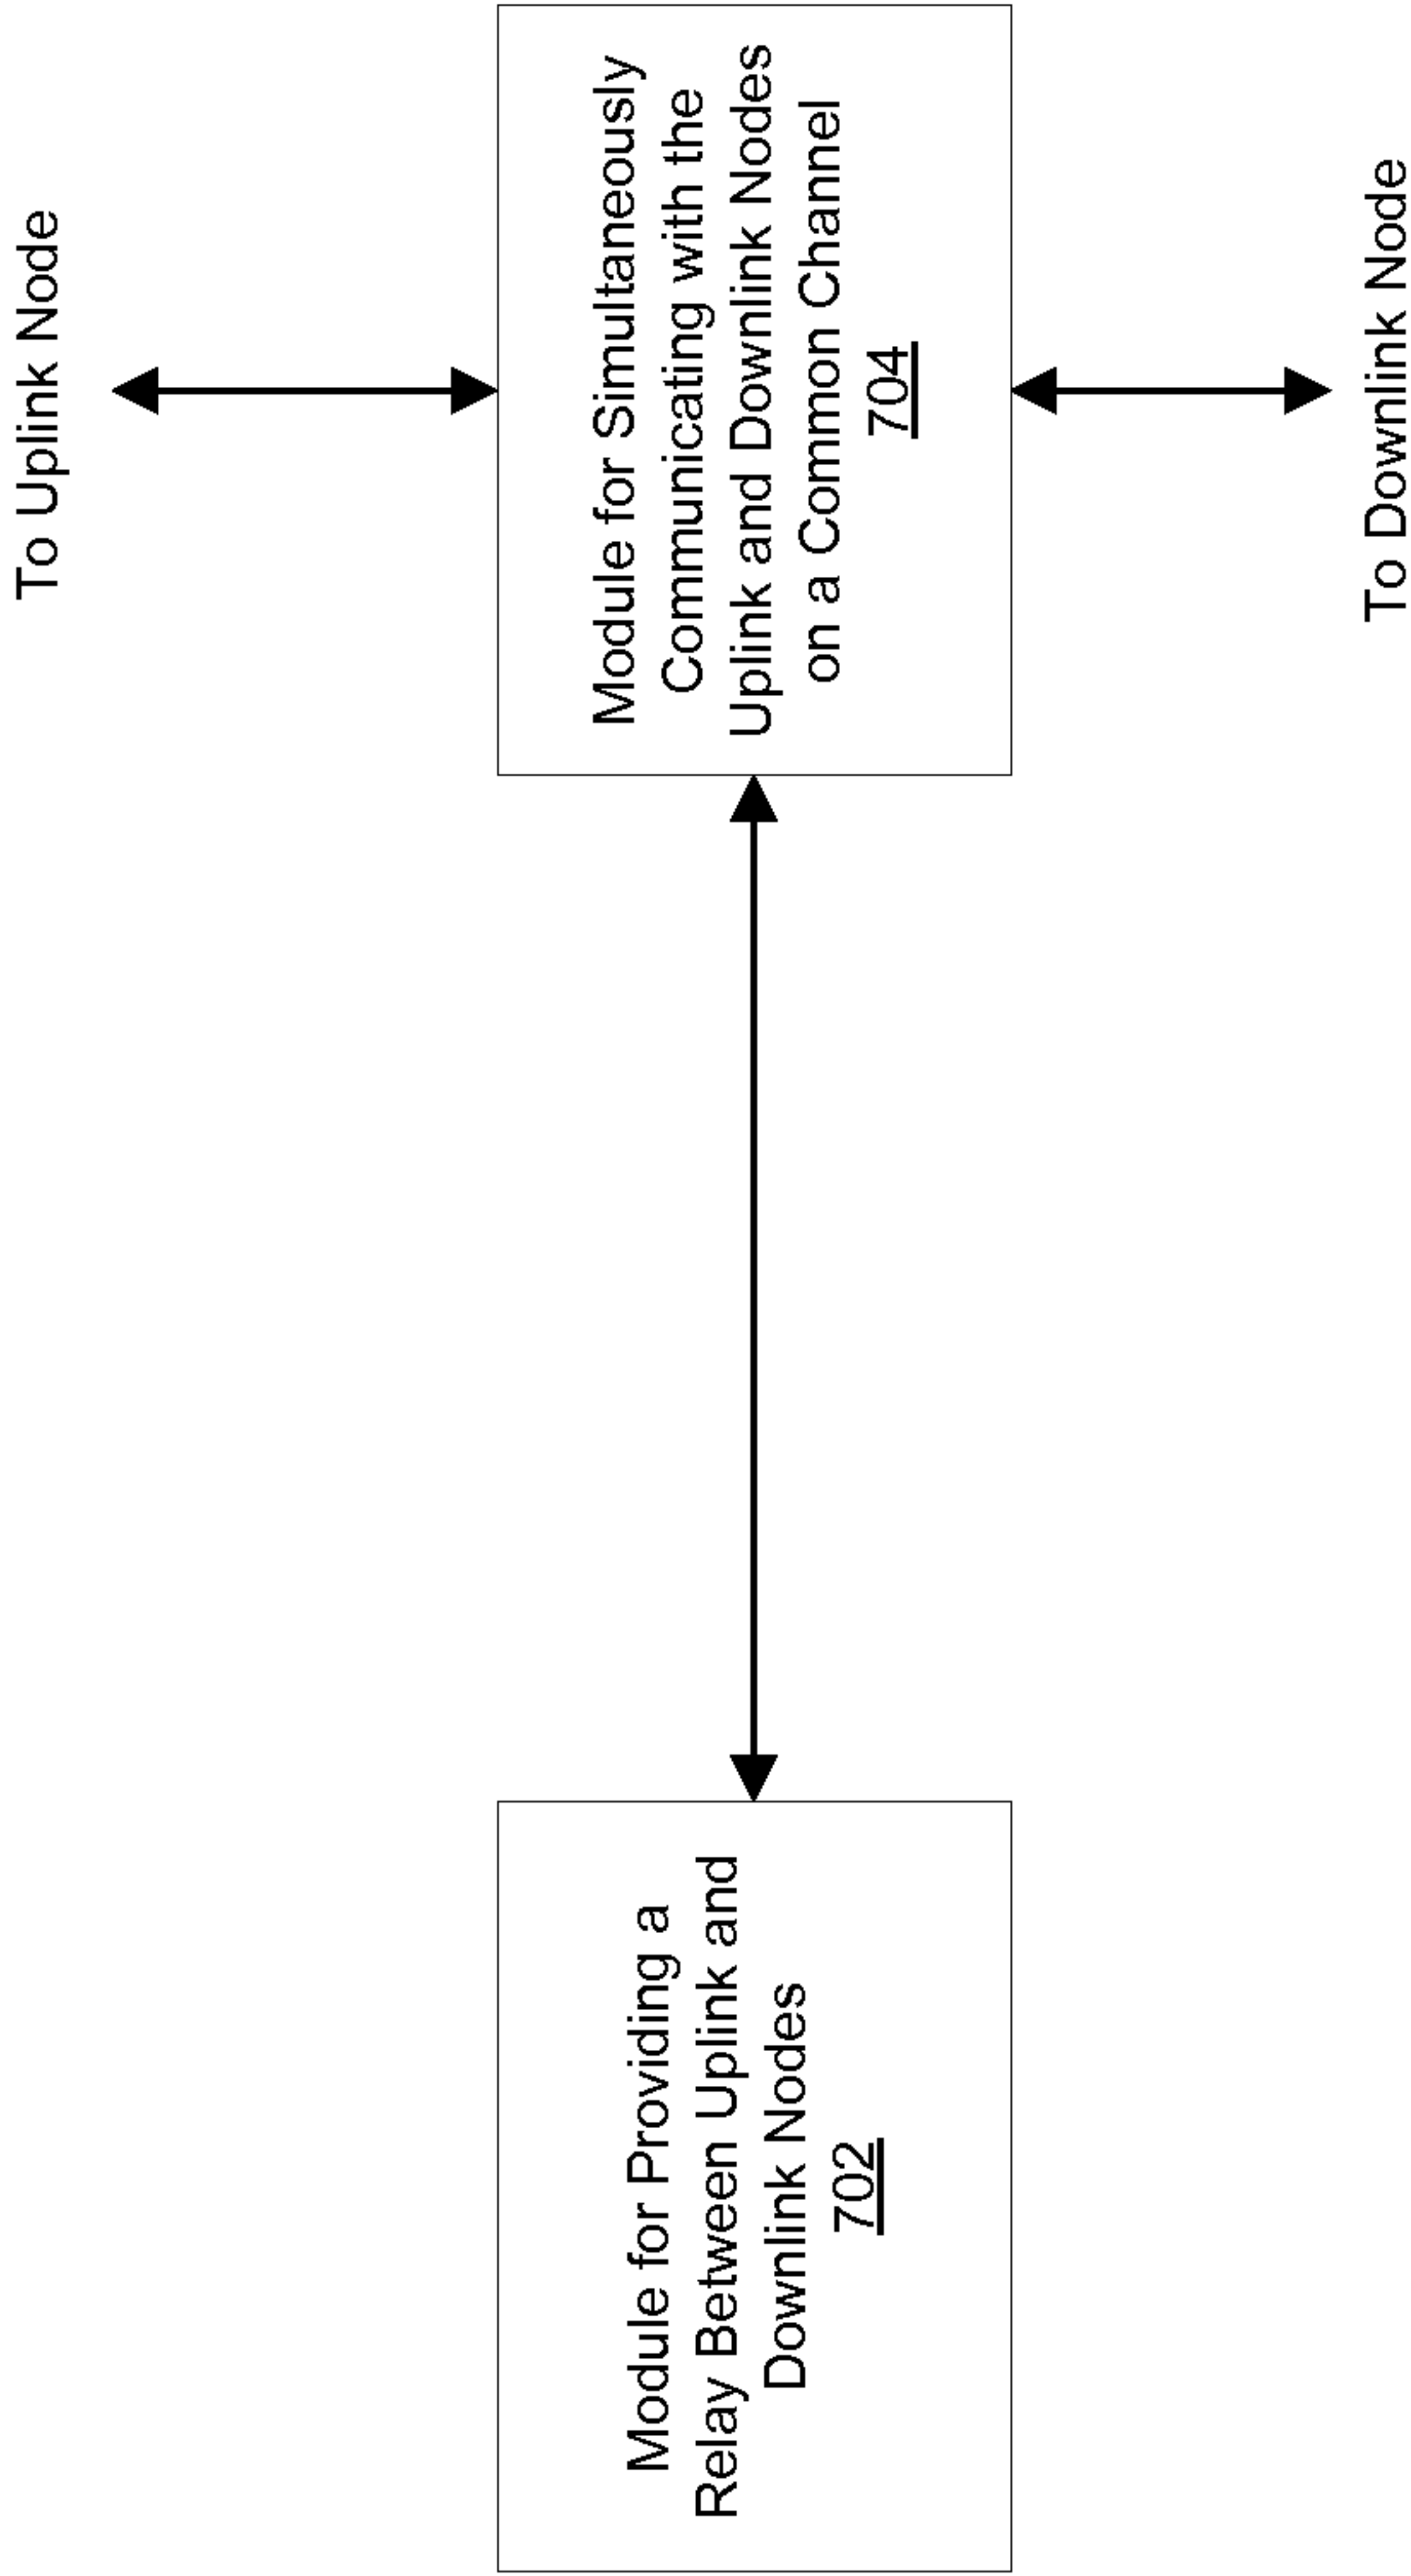 To Uplink Node
Module for Providing a
Relay Between Uplink and
Downlink Nodes
702
Module for Simultaneously
Communicating with the
Uplink and Downlink Nodes
on a Common Channel
704
To Downlink Node